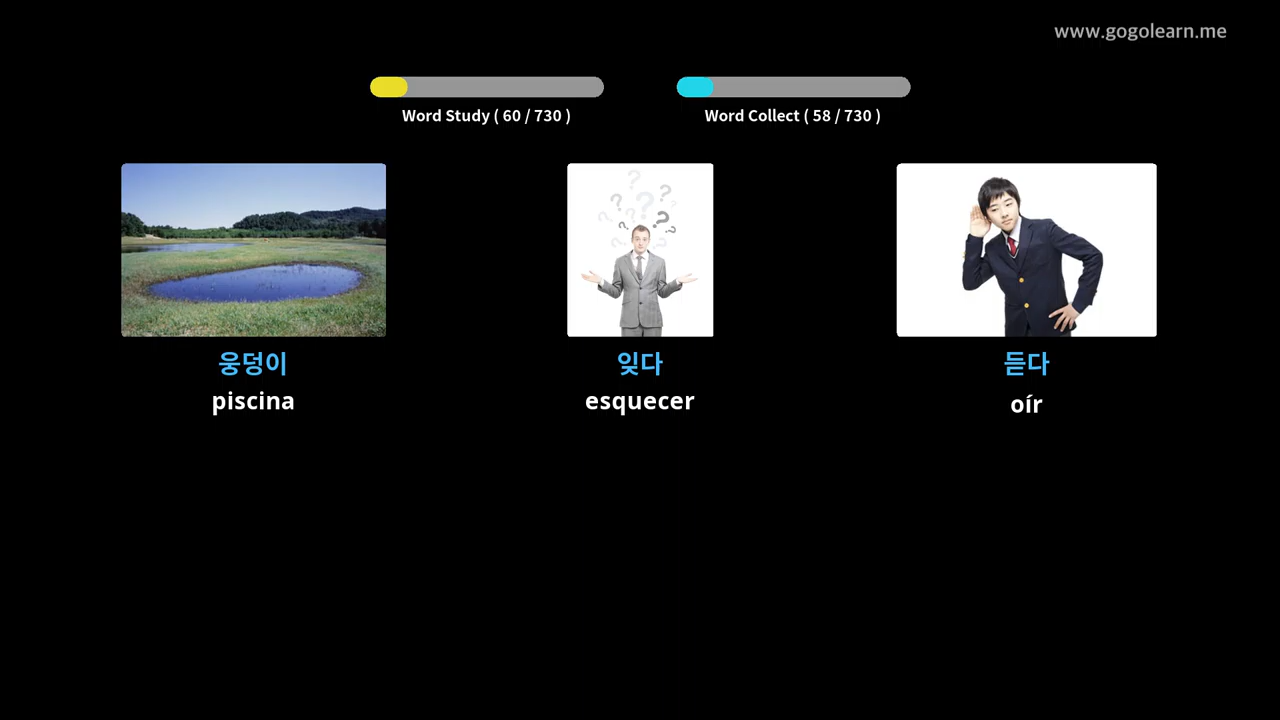 www.gogolearn.me
Word Study ( 60 / 730 )
Word Collect ( 58 / 730 )
웅덩이
piscina
잊다
esquecer
듣다
oír